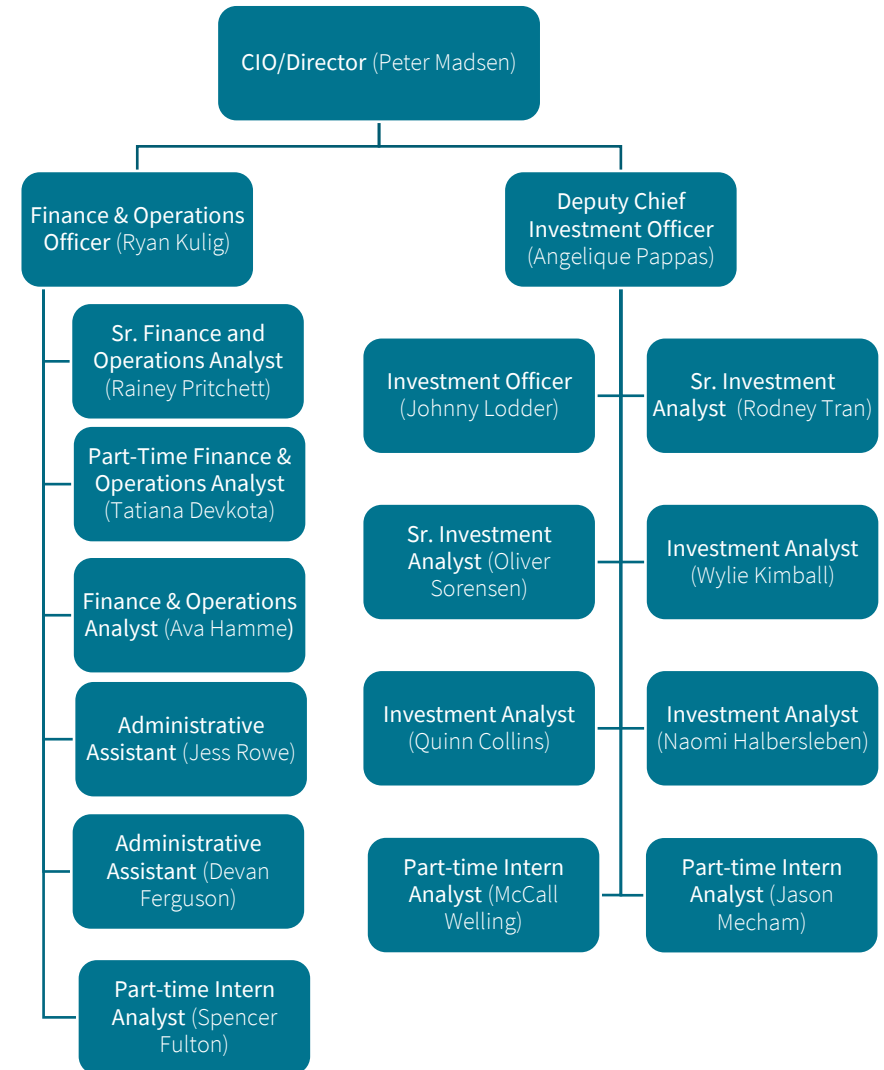 CIO/Director (Peter Madsen)
Finance & Operations
Officer (Ryan Kulig)
Deputy Chief
Investment Officer
(Angelique Pappas)
Sr. Finance and
Operations Analyst
(Rainey Pritchett)
Part-Time Finance &
Operations Analyst
(Tatiana Devkota)
Finance & Operations
Analyst (Ava Hamme)
Administrative
Assistant (Jess Rowe)
Administrative
Assistant (Devan
Ferguson)
Part-time Intern
Analyst (Spencer
Fulton)
Investment Officer
(Johnny Lodder)
Sr. Investment
Analyst (Rodney Tran)
Sr. Investment
Analyst (Oliver
Sorensen)
Investment Analyst
(Wylie Kimball)
Investment Analyst
(Quinn Collins)
Investment Analyst
(Naomi Halbersleben)
Part-time Intern
Analyst (McCall
Welling)
Part-time Intern
Analyst (Jason
Mecham)